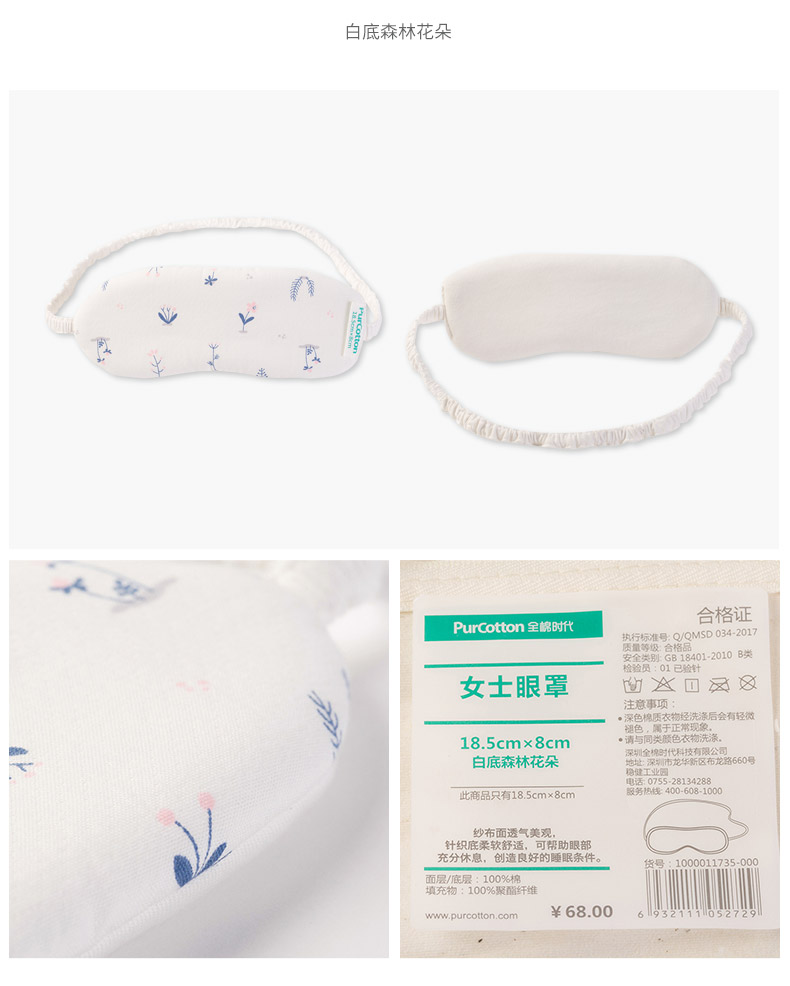 白底森林花朵
PurCotton
18.5cm×8cm
PurCotton 全棉时代
女士眼罩
18.5cm×8cm
白底森林花朵
此商品只有18.5cm×8cm
纱布面透气美观，
针织底柔软舒适，可帮助眼部
充分休息，创造良好的睡眠条件。
面层/底层：100%棉
填充物：100%聚酯纤维
www.purcotton.com
￥68.00
合格证
执行标准号: Q/QMSD 034-2017
质量等级: 合格品
安全类别: GB 18401-2010 B类
检验员：01 已脸针
注意事项：
•深色棉质衣物经洗涤后会有轻微
褪色，属于正常现象。
•请与同类颜色衣物洗涤。
深圳全棉时代科技有限公司
地址: 深圳市龙华新区布龙路660号
稳健工业园
电话: 0755-28134288
服务热线: 400-608-1000
货号：1000011735-000
6 932111 052729